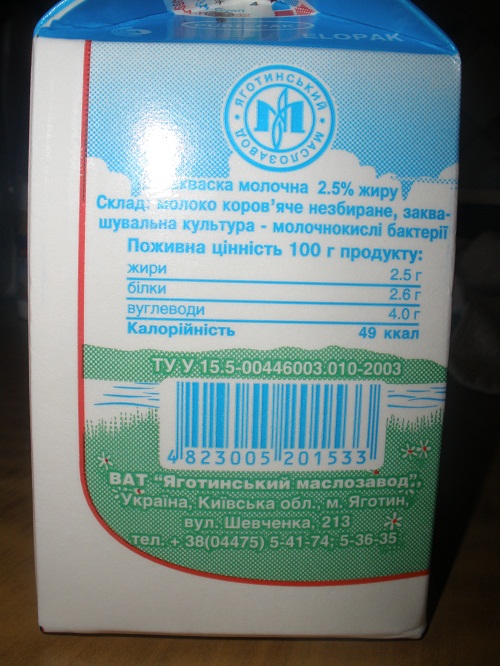 ELOPAK
ЯГОТИНСЬКИЙ
МАСЛОЗАВОД
закваска молочна 2.5% жиру
Склад: молоко коров'яче незбиране, заква-
шувальна культура - молочнокислі бактерії
Поживна цінність 100 г продукту:
жири 2.5 г
білки 2.6 г
вуглеводи 4.0 г
Калорійність 49 ккал
ТУ У 15.5-00446003.010-2003
4 823005 201533
ВАТ "Яготинський маслозавод",
Україна, Київська обл., м. Яготин,
вул. Шевченка, 213
тел. + 38(04475) 5-41-74; 5-36-35